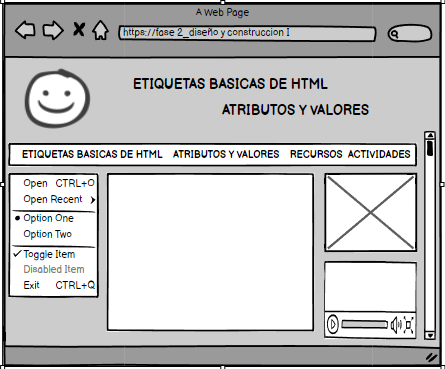 A Web Page
https://fase 2_diseño y construccion I
ETIQUETAS BASICAS DE HTML
ATRIBUTOS Y VALORES
ETIQUETAS BASICAS DE HTML ATRIBUTOS Y VALORES RECURSOS ACTIVIDADES
Open CTRL+O
Open Recent
Option One
Option Two
Toggle Item
Disabled Item
Exit CTRL+Q